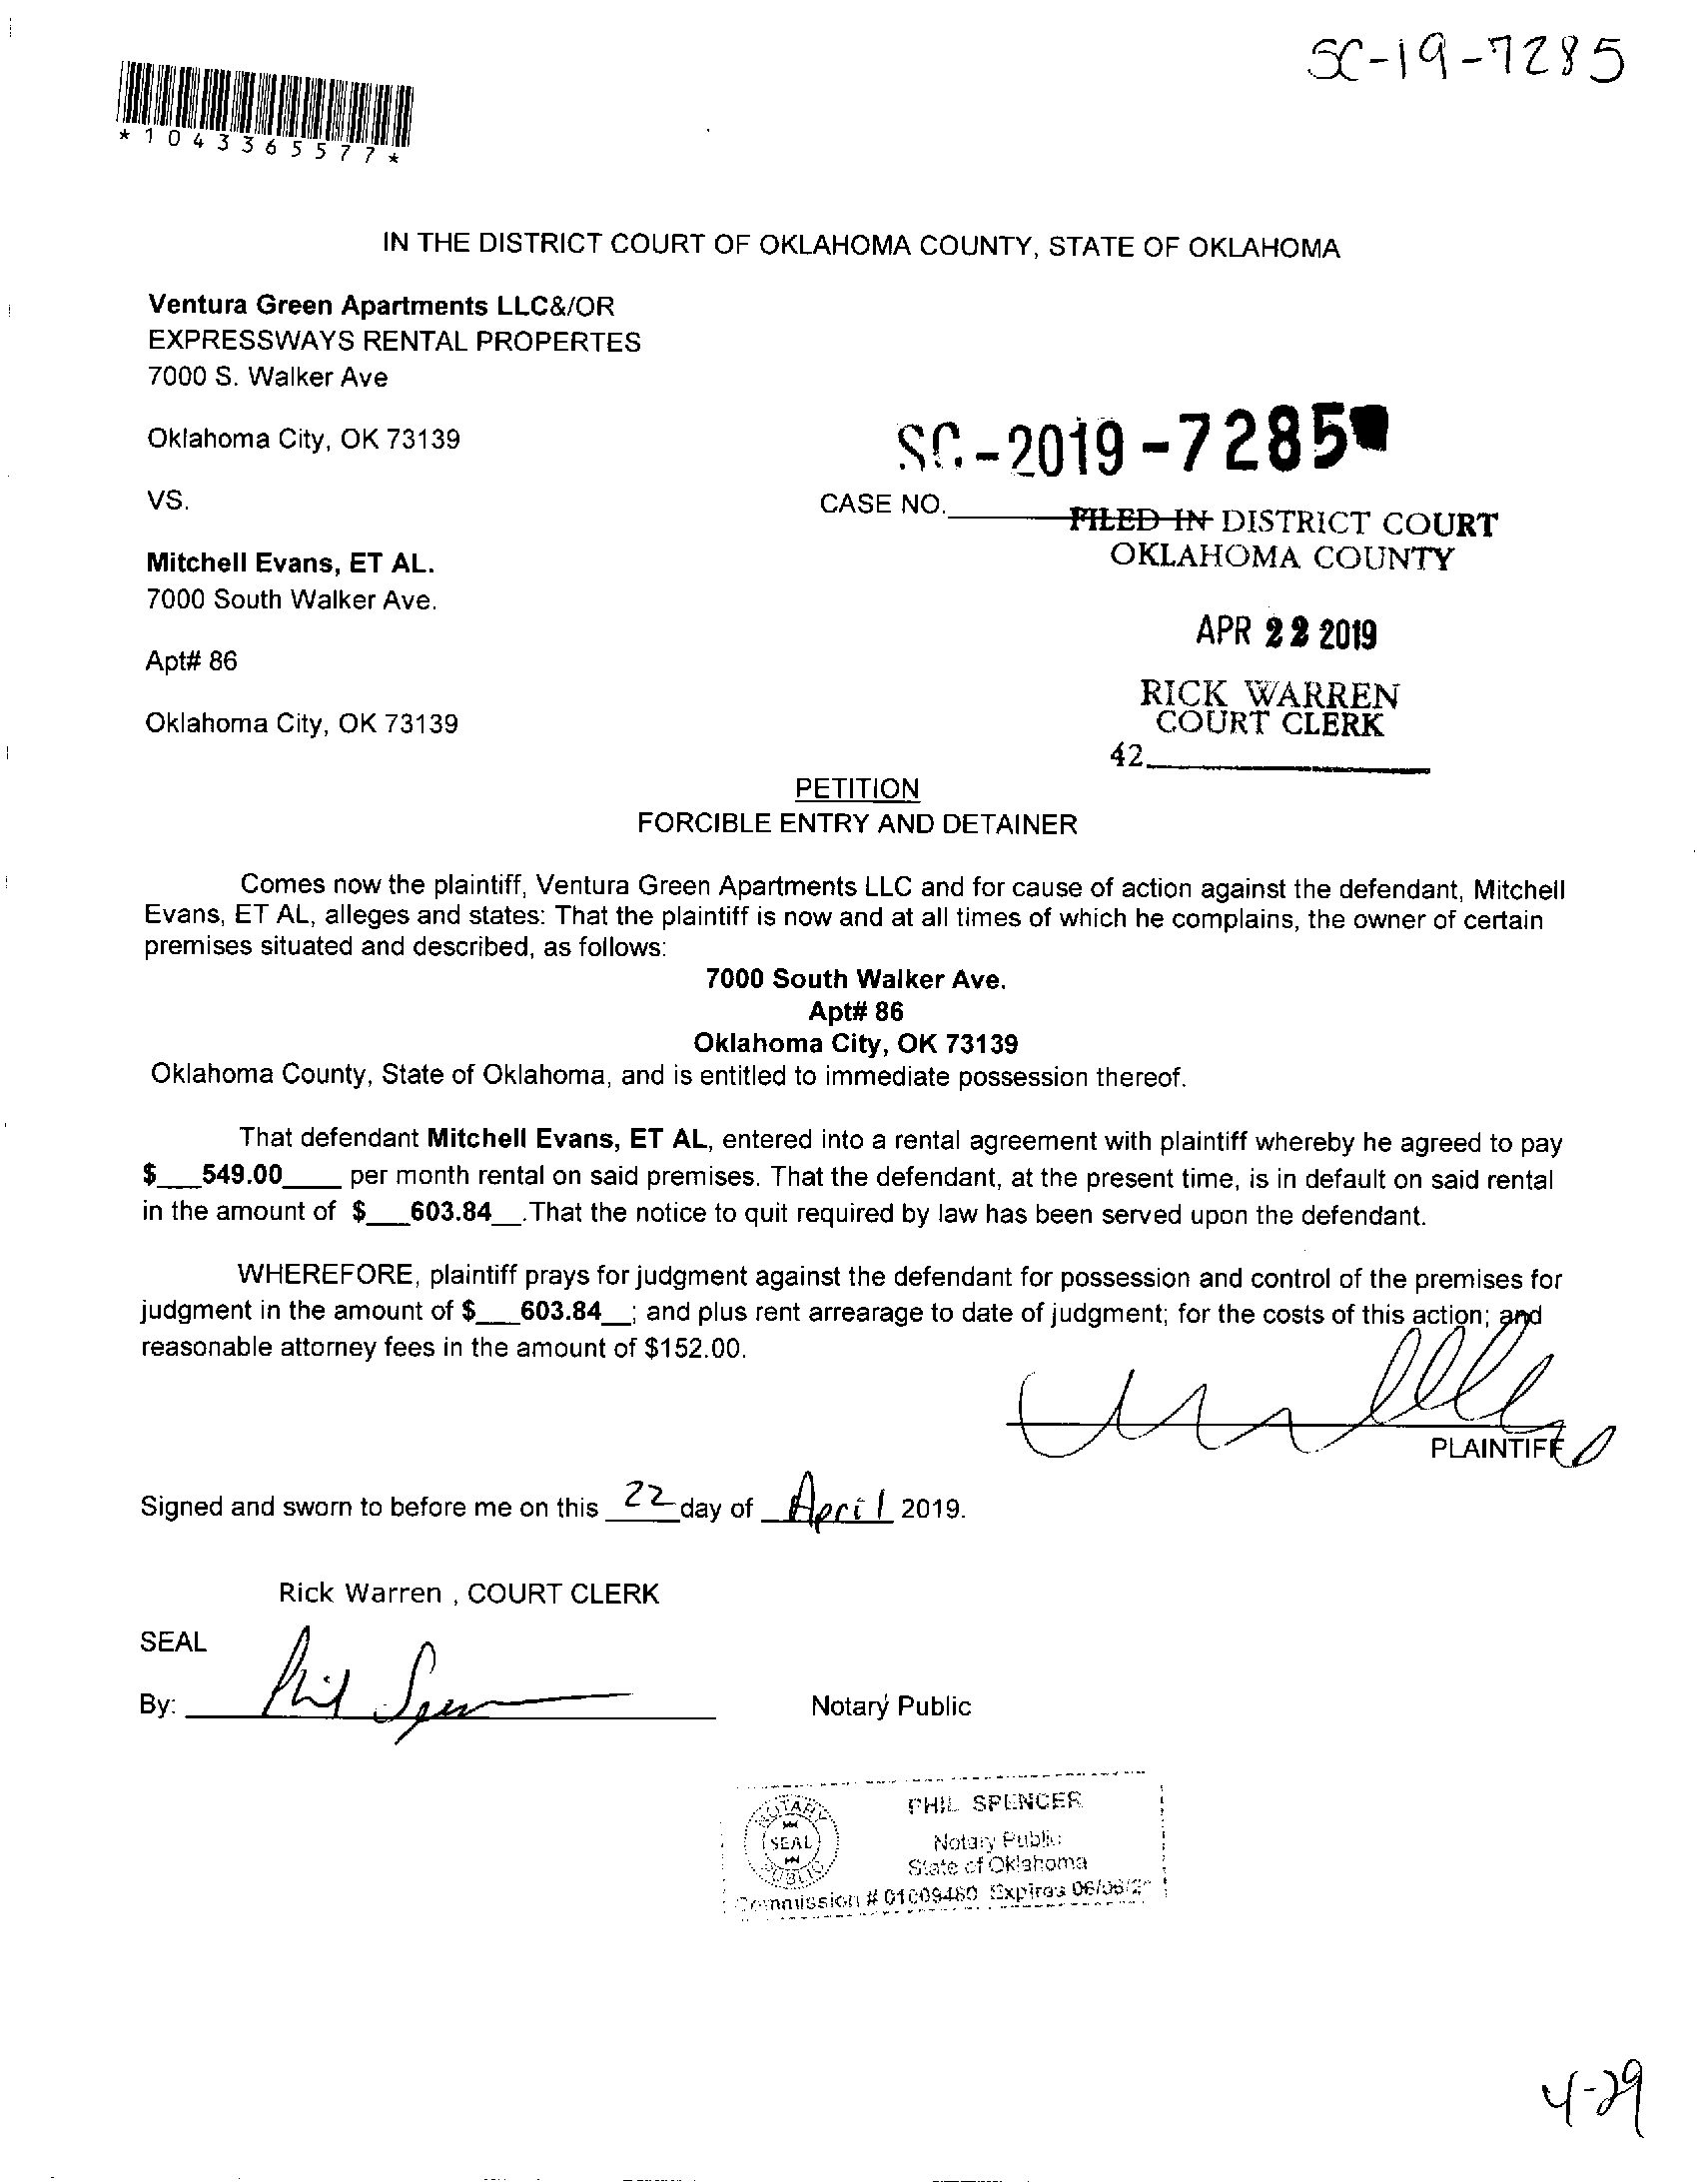 SC-19-7285
*1043365577*
IN THE DISTRICT COURT OF OKLAHOMA COUNTY, STATE OF OKLAHOMA
Ventura Green Apartments LLC&/OR
EXPRESSWAYS RENTAL PROPERTES
7000 S. Walker Ave
Oklahoma City, OK 73139
SC-2019-7285
VS.
CASE NO.
FILED IN DISTRICT COURT
OKLAHOMA COUNTY
Mitchell Evans, ET AL.
7000 South Walker Ave.
APR 22 2019
Apt# 86
RICK WARREN
COURT CLERK
Oklahoma City, OK 73139
42
PETITION
FORCIBLE ENTRY AND DETAINER
Comes now the plaintiff, Ventura Green Apartments LLC and for cause of action against the defendant, Mitchell
Evans, ET AL, alleges and states: That the plaintiff is now and at all times of which he complains, the owner of certain
premises situated and described, as follows:
7000 South Walker Ave.
Apt# 86
Oklahoma City, OK 73139
Oklahoma County, State of Oklahoma, and is entitled to immediate possession thereof.
That defendant Mitchell Evans, ET AL, entered into a rental agreement with plaintiff whereby he agreed to pay
$___549.00____ per month rental on said premises. That the defendant, at the present time, is in default on said rental
in the amount of $___603.84__.That the notice to quit required by law has been served upon the defendant.
WHEREFORE, plaintiff prays for judgment against the defendant for possession and control of the premises for
judgment in the amount of $___603.84__; and plus rent arrearage to date of judgment; for the costs of this action; and
reasonable attorney fees in the amount of $152.00.
PLAINTIFF
Signed and sworn to before me on this 22 day of April 2019.
Rick Warren , COURT CLERK
SEAL
By: Phil Spencer
Notary Public
NOTARY
SEAL
PUBLIC
PHIL SPENCER
Notary Public
State of Oklahoma
Commission # 01009480 Expires
4-29